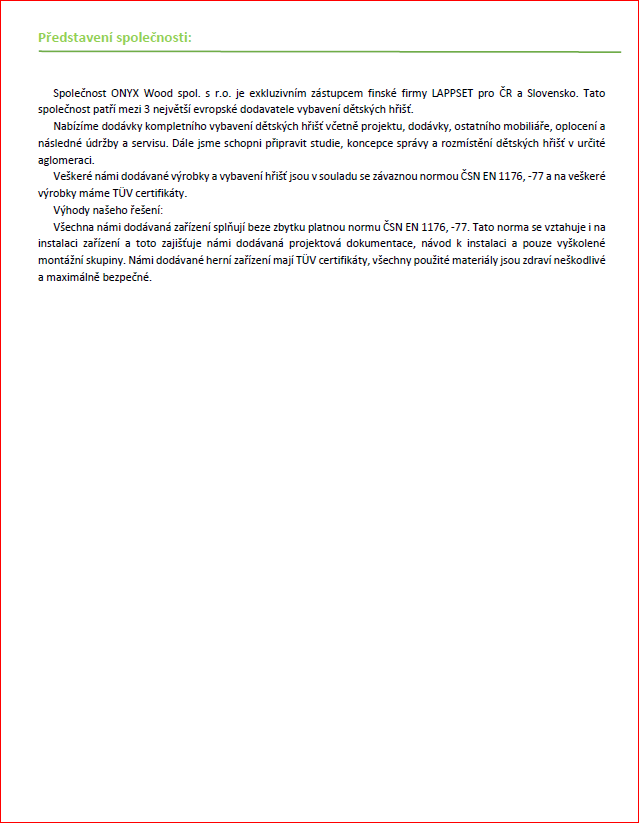 Představení společnosti:
Společnost ONYX Wood spol. s r.o. je exkluzivním zástupcem finské firmy LAPPSET pro ČR a Slovensko. Tato
společnost patří mezi 3 největší evropské dodavatele vybavení dětských hřišť.
Nabízíme dodávky kompletního vybavení dětských hřišť včetně projektu, dodávky, ostatního mobiliáře, oplocení a
následné údržby a servisu. Dále jsme schopni připravit studie, koncepce správy a rozmístění dětských hřišť v určité
aglomeraci.
Veškeré námi dodávané výrobky a vybavení hřišť jsou v souladu se závaznou normou ČSN EN 1176, -77 a na veškeré
výrobky máme TÜV certifikáty.
Výhody našeho řešení:
Všechna námi dodávaná zařízení splňují beze zbytku platnou normu ČSN EN 1176, -77. Tato norma se vztahuje i na
instalaci zařízení a toto zajišťuje námi dodávaná projektová dokumentace, návod k instalaci a pouze vyškolené
montážní skupiny. Námi dodávané herní zařízení mají TÜV certifikáty, všechny použité materiály jsou zdraví neškodlivé
a maximálně bezpečné.